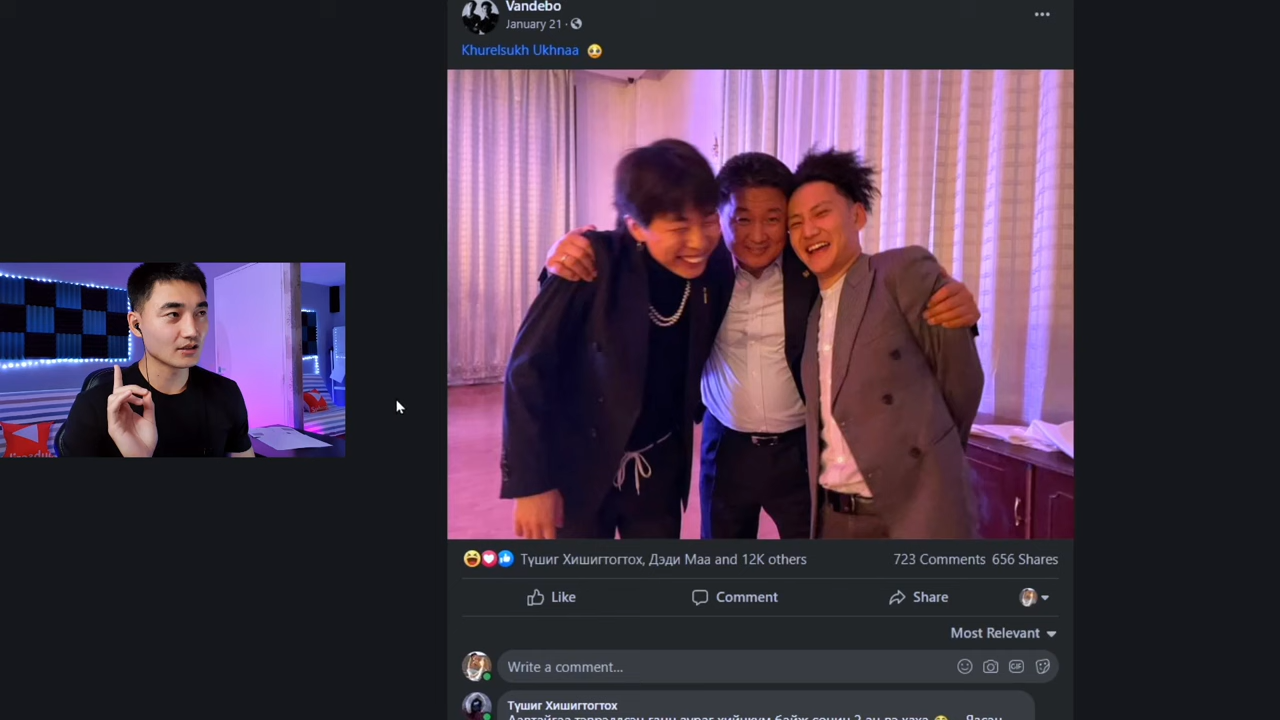 Vandebo
January 21 ·
Khurelsukh Ukhnaa
Түшиг Хишигтогтох, Дэди Маа and 12K others 723 Comments 656 Shares
Like Comment Share
Most Relevant
Write a comment... GIF
Түшиг Хишигтогтох